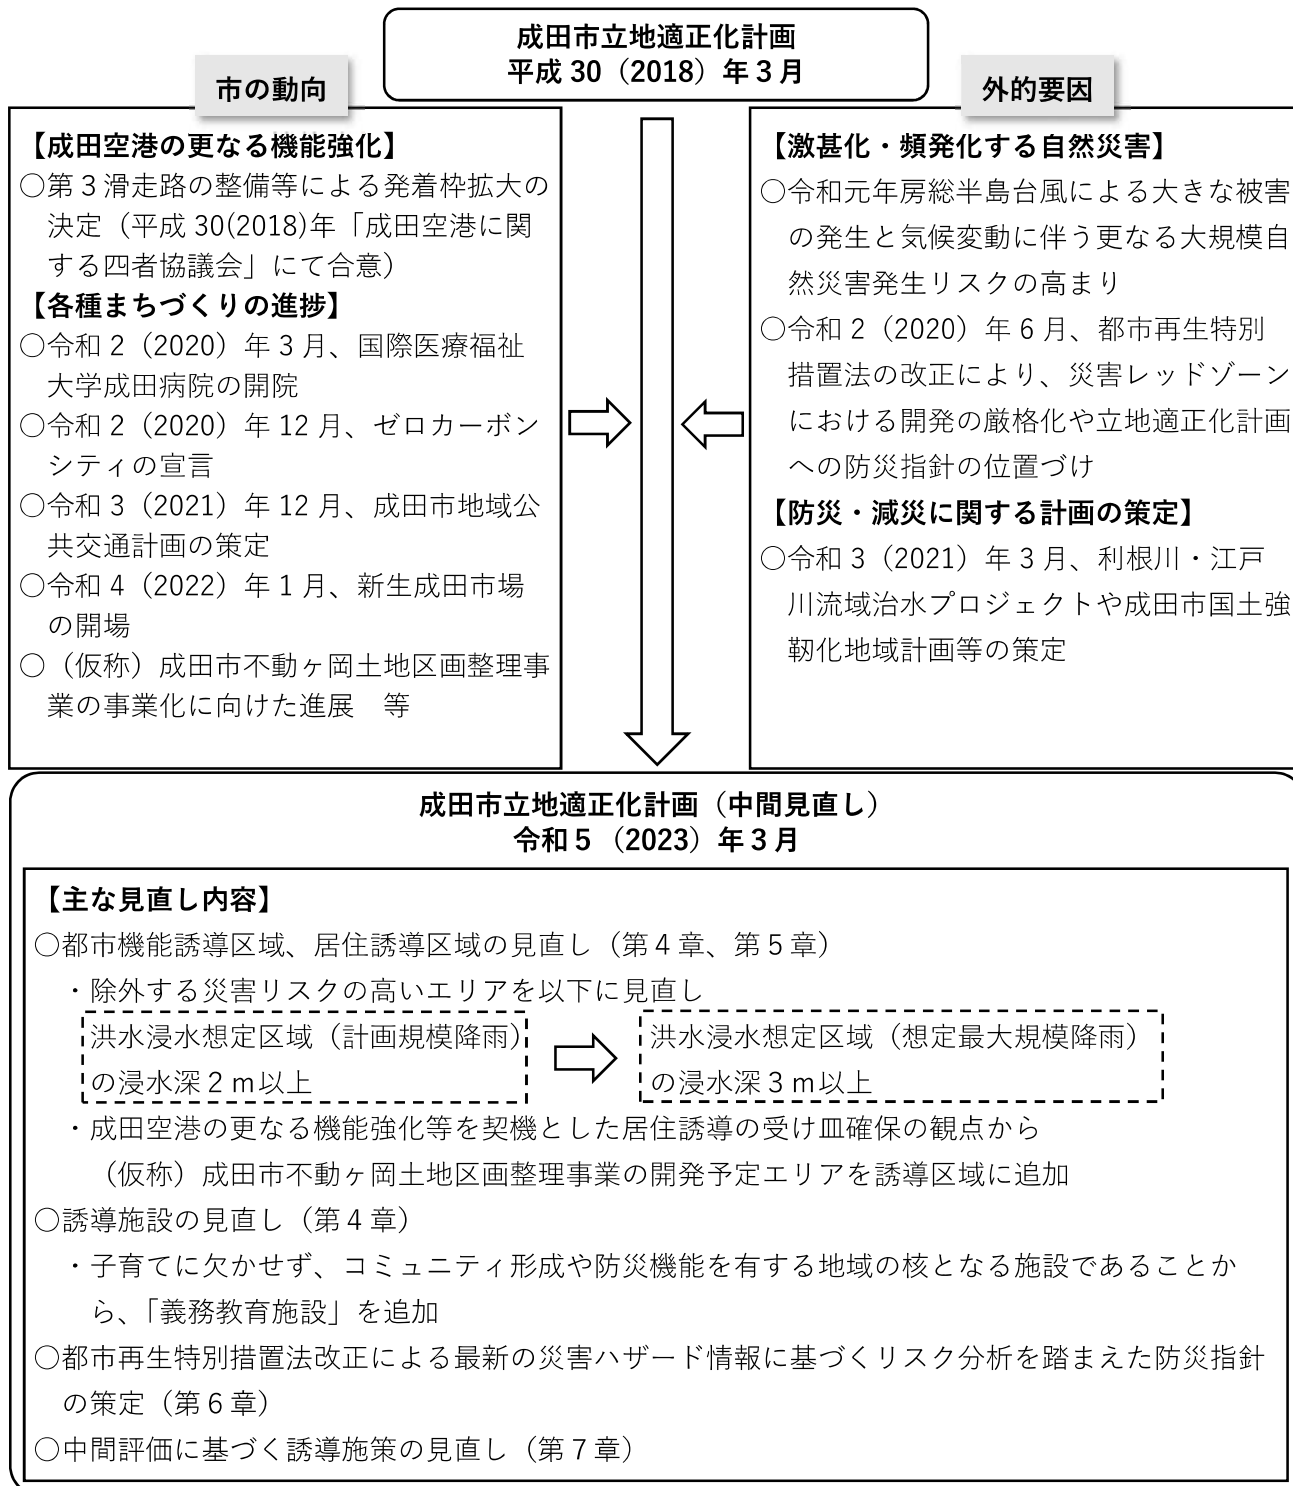 成田市立地適正化計画
平成 30（2018）年３月
市の動向
【成田空港の更なる機能強化】
○第３滑走路の整備等による発着枠拡大の
決定（平成 30(2018)年「成田空港に関
する四者協議会」にて合意）
【各種まちづくりの進捗】
○令和２（2020）年３月、国際医療福祉
大学成田病院の開院
○令和２（2020）年 12 月、ゼロカーボン
シティの宣言
○令和３（2021）年 12 月、成田市地域公
共交通計画の策定
○令和４（2022）年１月、新生成田市場
の開場
○（仮称）成田市不動ヶ岡土地区画整理事
業の事業化に向けた進展　等
外的要因
【激甚化・頻発化する自然災害】
○令和元年房総半島台風による大きな被害
の発生と気候変動に伴う更なる大規模自
然災害発生リスクの高まり
○令和２（2020）年６月、都市再生特別
措置法の改正により、災害レッドゾーン
における開発の厳格化や立地適正化計画
への防災指針の位置づけ
【防災・減災に関する計画の策定】
○令和３（2021）年３月、利根川・江戸
川流域治水プロジェクトや成田市国土強
靭化地域計画等の策定
成田市立地適正化計画（中間見直し）
令和５（2023）年３月
【主な見直し内容】
○都市機能誘導区域、居住誘導区域の見直し（第４章、第５章）
・除外する災害リスクの高いエリアを以下に見直し
洪水浸水想定区域（計画規模降雨）
の浸水深２ｍ以上
洪水浸水想定区域（想定最大規模降雨）
の浸水深３ｍ以上
・成田空港の更なる機能強化等を契機とした居住誘導の受け皿確保の観点から
（仮称）成田市不動ヶ岡土地区画整理事業の開発予定エリアを誘導区域に追加
○誘導施設の見直し（第４章）
・子育てに欠かせず、コミュニティ形成や防災機能を有する地域の核となる施設であることか
ら、「義務教育施設」を追加
○都市再生特別措置法改正による最新の災害ハザード情報に基づくリスク分析を踏まえた防災指針
の策定（第６章）
○中間評価に基づく誘導施策の見直し（第７章）